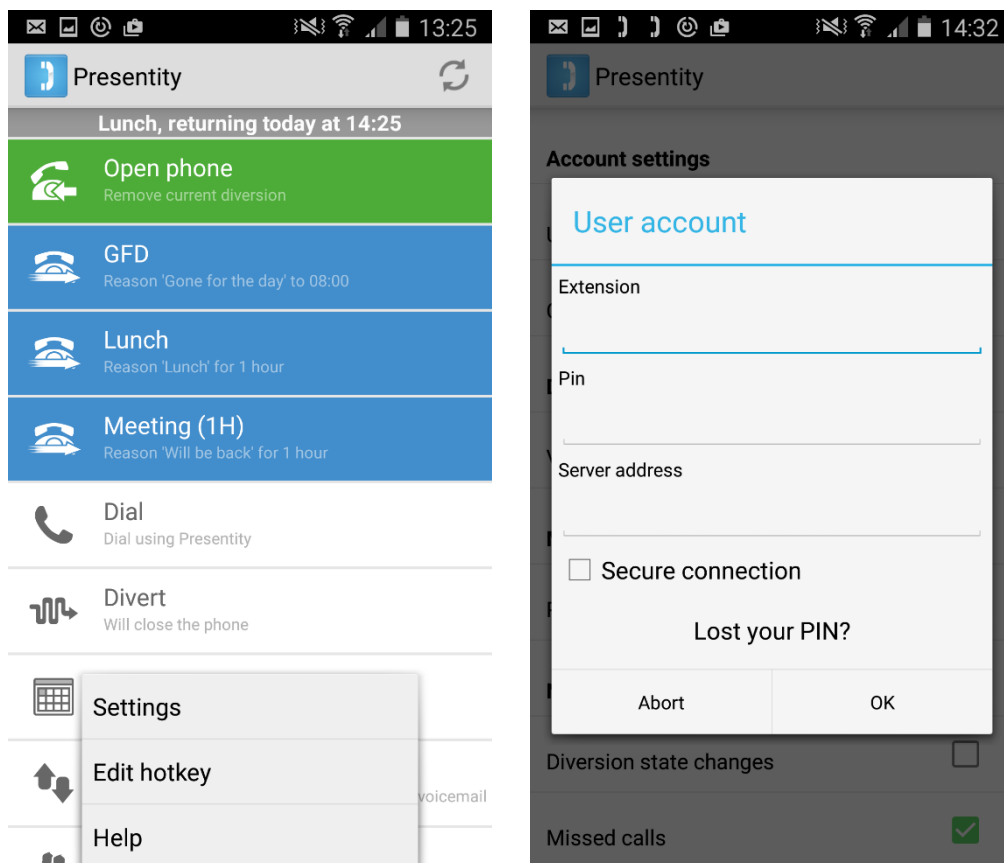 13:25
Presentity
Lunch, returning today at 14:25
Open phone
Remove current diversion
GFD
Reason 'Gone for the day' to 08:00
Lunch
Reason 'Lunch' for 1 hour
Meeting (1H)
Reason 'Will be back' for 1 hour
Dial
Dial using Presentity
Divert
Will close the phone
Settings
Edit hotkey
voicemail
Help
14:32
Presentity
Account settings
User account
Extension
Pin
Server address
Secure connection
Lost your PIN?
Abort
OK
Diversion state changes
Missed calls